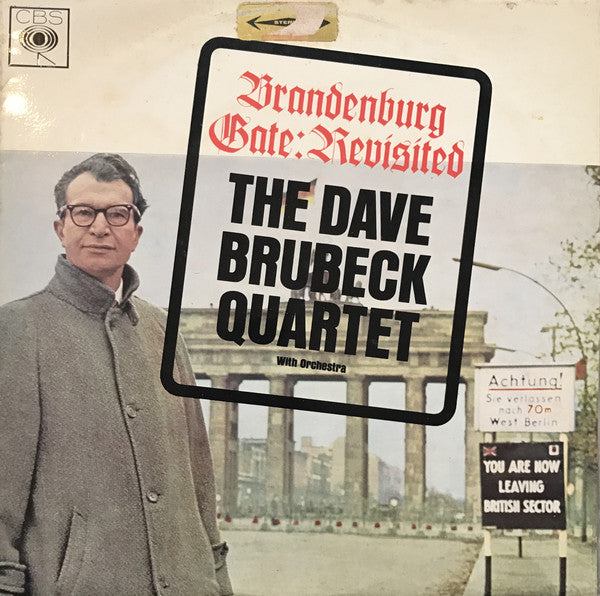 CBS
STEREO
Brandenburg
Gate: Revisited
THE DAVE
BRUBECK
QUARTET
With Orchestra
Achtung!
Sie verlassen
nach 70m
West Berlin
YOU ARE NOW
LEAVING
BRITISH SECTOR